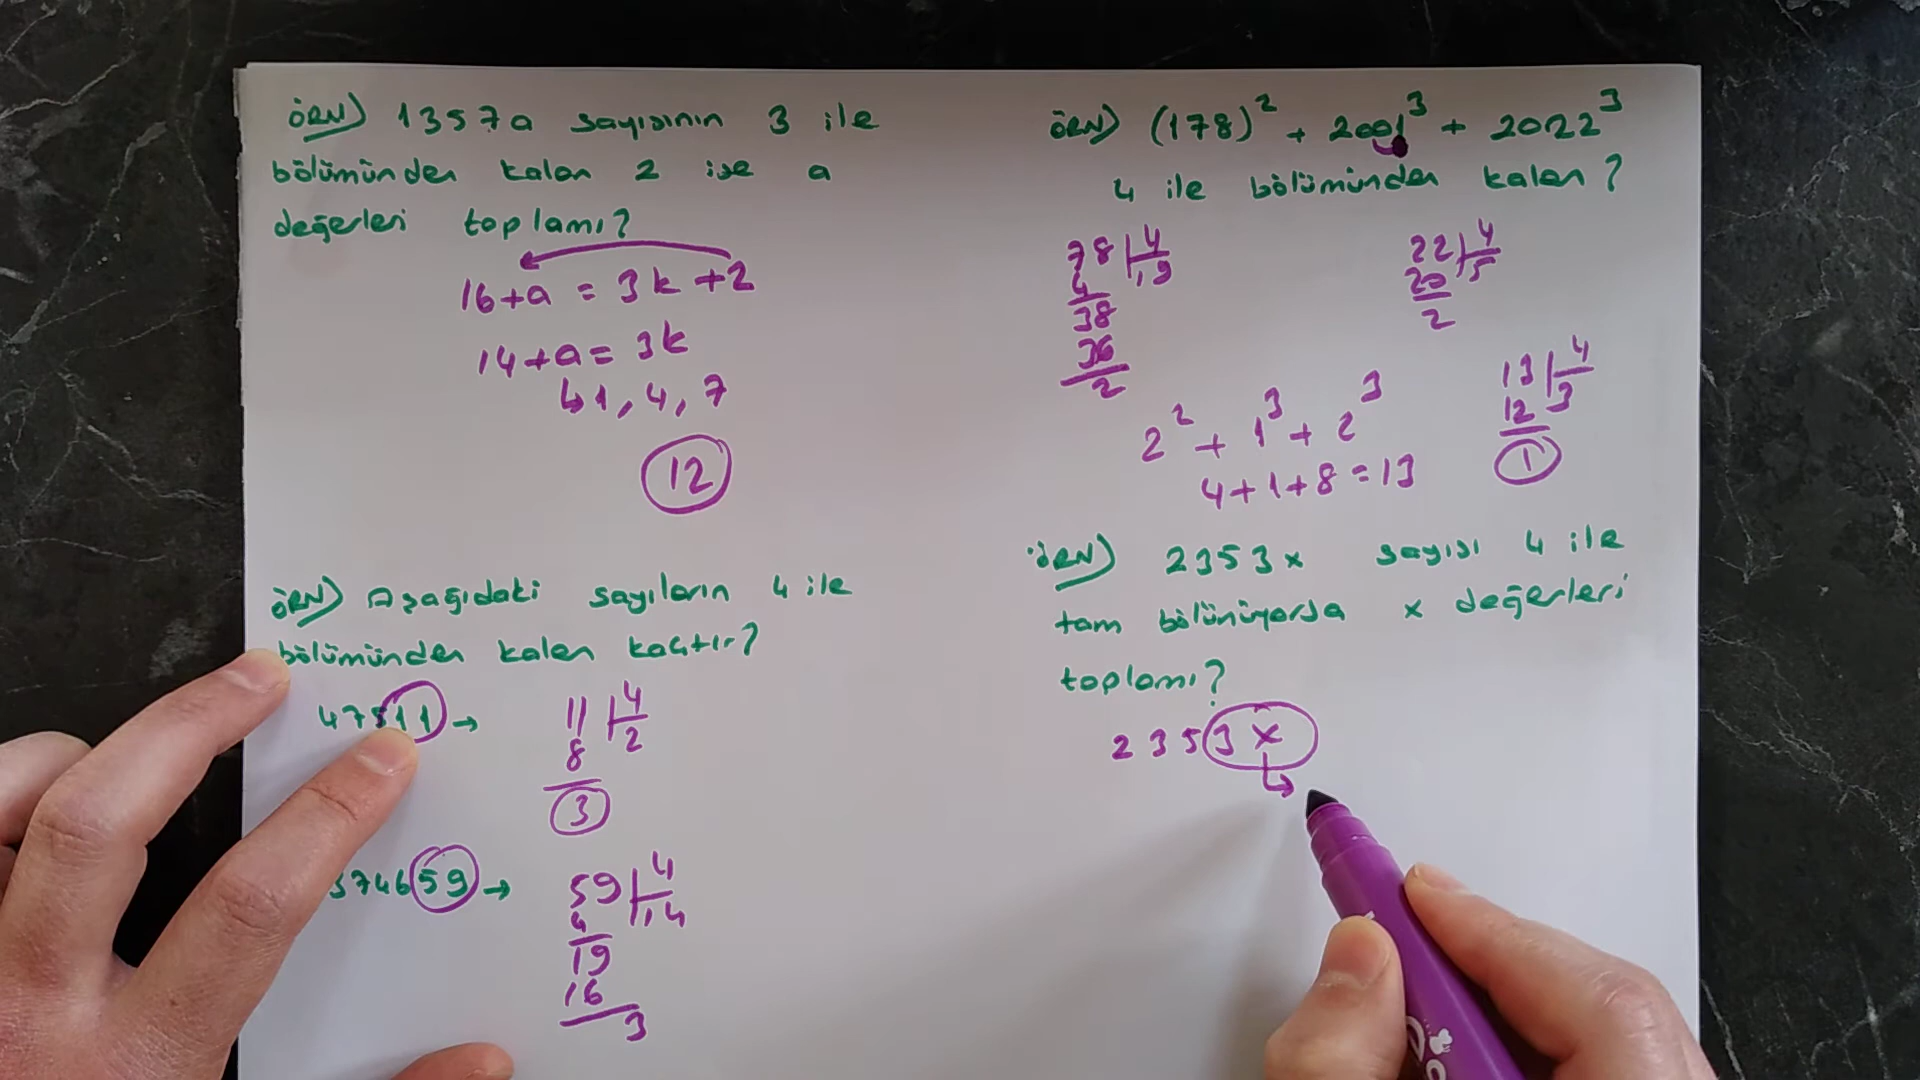 ÖRN) 1357a sayısının 3 ile
bölümünden kalan 2 ise a
değerleri toplamı?
16+a = 3k +2
14+a = 3k
↳1, 4, 7
12
ÖRN) Aşağıdaki sayıların 4 ile
bölümünden kalan kaçtır?
47511 →
11 | 4
8 2
3
374659 →
59 | 4
4 14
19
16
3
ÖRN) (178)² + 2001³ + 2022³
4 ile bölümünden kalan?
78 | 4
4 19
38
36
2
22 | 4
20 5
2
2² + 1³ + 2³
4+1+8 = 13
13 | 4
12 3
1
ÖRN) 2353x sayısı 4 ile
tam bölünüyorsa x değerleri
toplamı?
2353x
↳